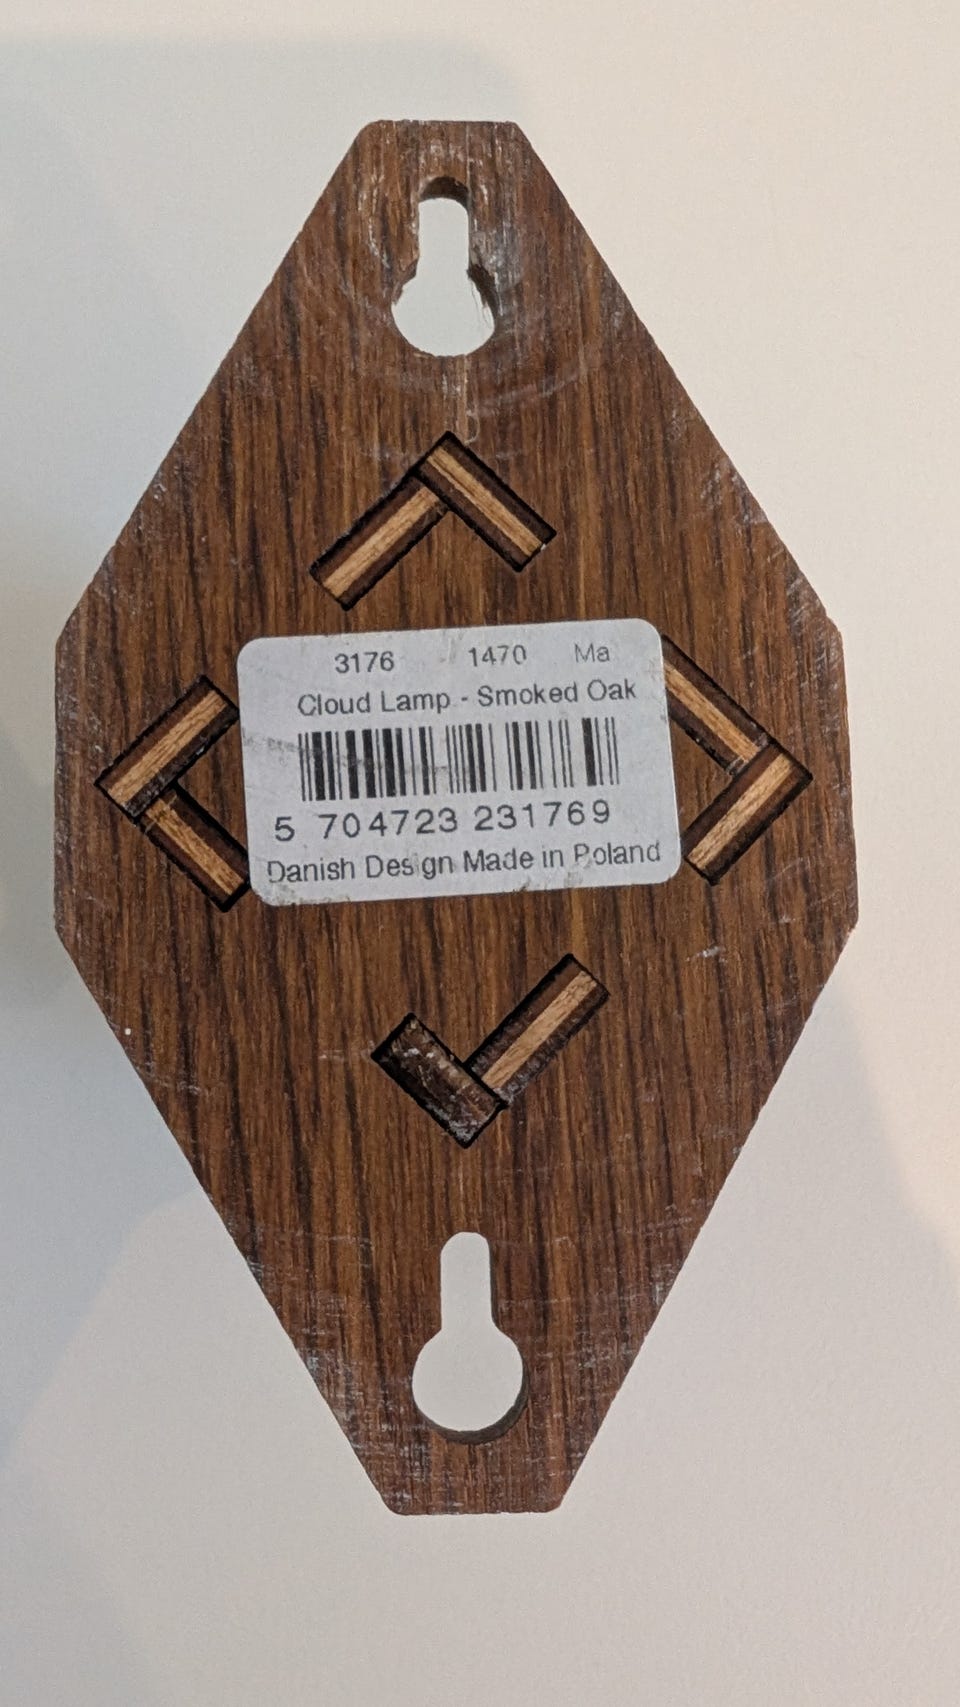 3176 1470 Ma
Cloud Lamp - Smoked Oak
5 704723 231769
Danish Design Made in Poland